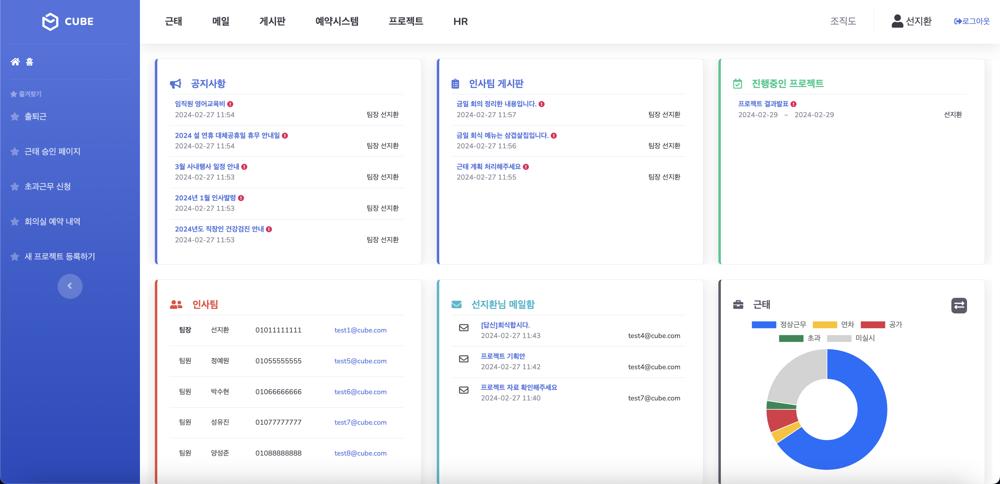 CUBE
홈
즐겨찾기
출퇴근
근태 승인 페이지
초과근무 신청
회의실 예약 내역
새 프로젝트 등록하기
근태 메일 게시판 예약시스템 프로젝트 HR 조직도 선지환 로그아웃
공지사항
임직원 영어교육비
2024-02-27 11:54 팀장 선지환
2024 설 연휴 대체공휴일 휴무 안내일
2024-02-27 11:54 팀장 선지환
3월 사내행사 일정 안내
2024-02-27 11:53 팀장 선지환
2024년 1월 인사발령
2024-02-27 11:53 팀장 선지환
2024년도 직장인 건강검진 안내
2024-02-27 11:53 팀장 선지환
인사팀 게시판
금일 회의 정리한 내용입니다.
2024-02-27 11:57 팀장 선지환
금일 회식 메뉴는 삼겹살집입니다.
2024-02-27 11:56 팀장 선지환
근태 계획 처리해주세요
2024-02-27 11:55 팀장 선지환
진행중인 프로젝트
프로젝트 결과발표
2024-02-29 ~ 2024-02-29 선지환
인사팀
팀장 선지환 01011111111 test1@cube.com
팀원 정예원 01055555555 test5@cube.com
팀원 박수현 01066666666 test6@cube.com
팀원 성유진 01077777777 test7@cube.com
팀원 양성준 01088888888 test8@cube.com
선지환님 메일함
[답신]회식합시다.
2024-02-27 11:43 test4@cube.com
프로젝트 기획안
2024-02-27 11:42 test4@cube.com
프로젝트 자료 확인해주세요
2024-02-27 11:40 test7@cube.com
근태
정상근무 연차 공가
초과 미실시